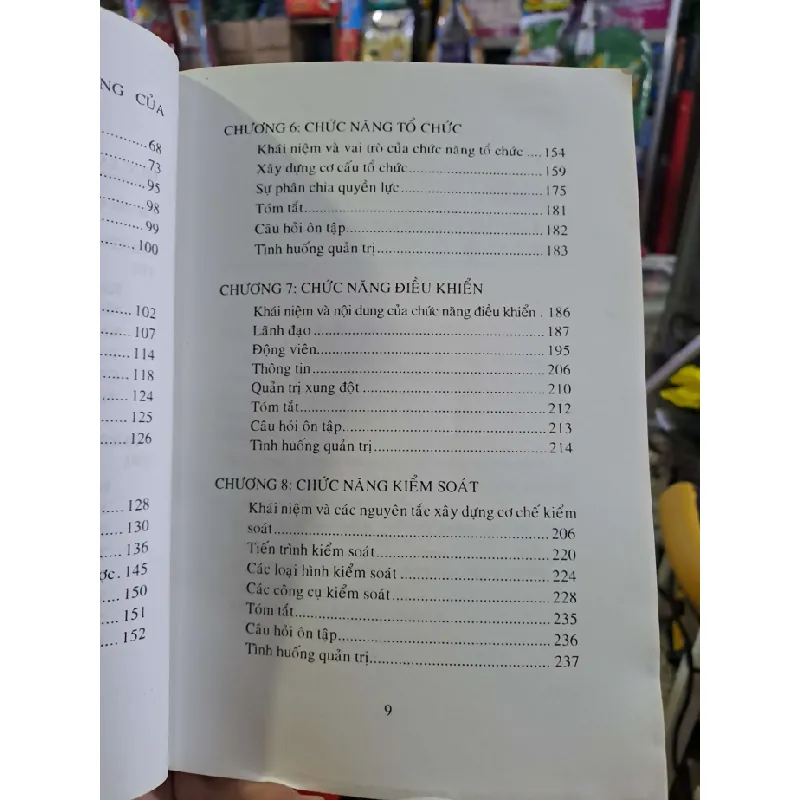 NG CỦA
68
73
95
98
99
100
102
107
114
118
124
125
126
128
130
136
ợc. 145
150
151
152
CHƯƠNG 6: CHỨC NĂNG TỔ CHỨC
Khái niệm và vai trò của chức năng tổ chức ....154
Xây dựng cơ cấu tổ chức..........................159
Sự phân chia quyền lực............................175
Tóm tắt...............................................181
Câu hỏi ôn tập.......................................182
Tình huống quản trị.................................183
CHƯƠNG 7: CHỨC NĂNG ĐIỀU KHIỂN
Khái niệm và nội dung của chức năng điều khiển . 186
Lãnh đạo.............................................187
Động viên............................................195
Thông tin.............................................206
Quản trị xung đột...................................210
Tóm tắt...............................................212
Câu hỏi ôn tập.......................................213
Tình huống quản trị.................................214
CHƯƠNG 8: CHỨC NĂNG KIỂM SOÁT
Khái niệm và các nguyên tắc xây dựng cơ chế kiểm
soát...................................................206
Tiến trình kiểm soát................................220
Các loại hình kiểm soát............................224
Các công cụ kiểm soát.............................228
Tóm tắt...............................................235
Câu hỏi ôn tập.......................................236
Tình huống quản trị.................................237
9